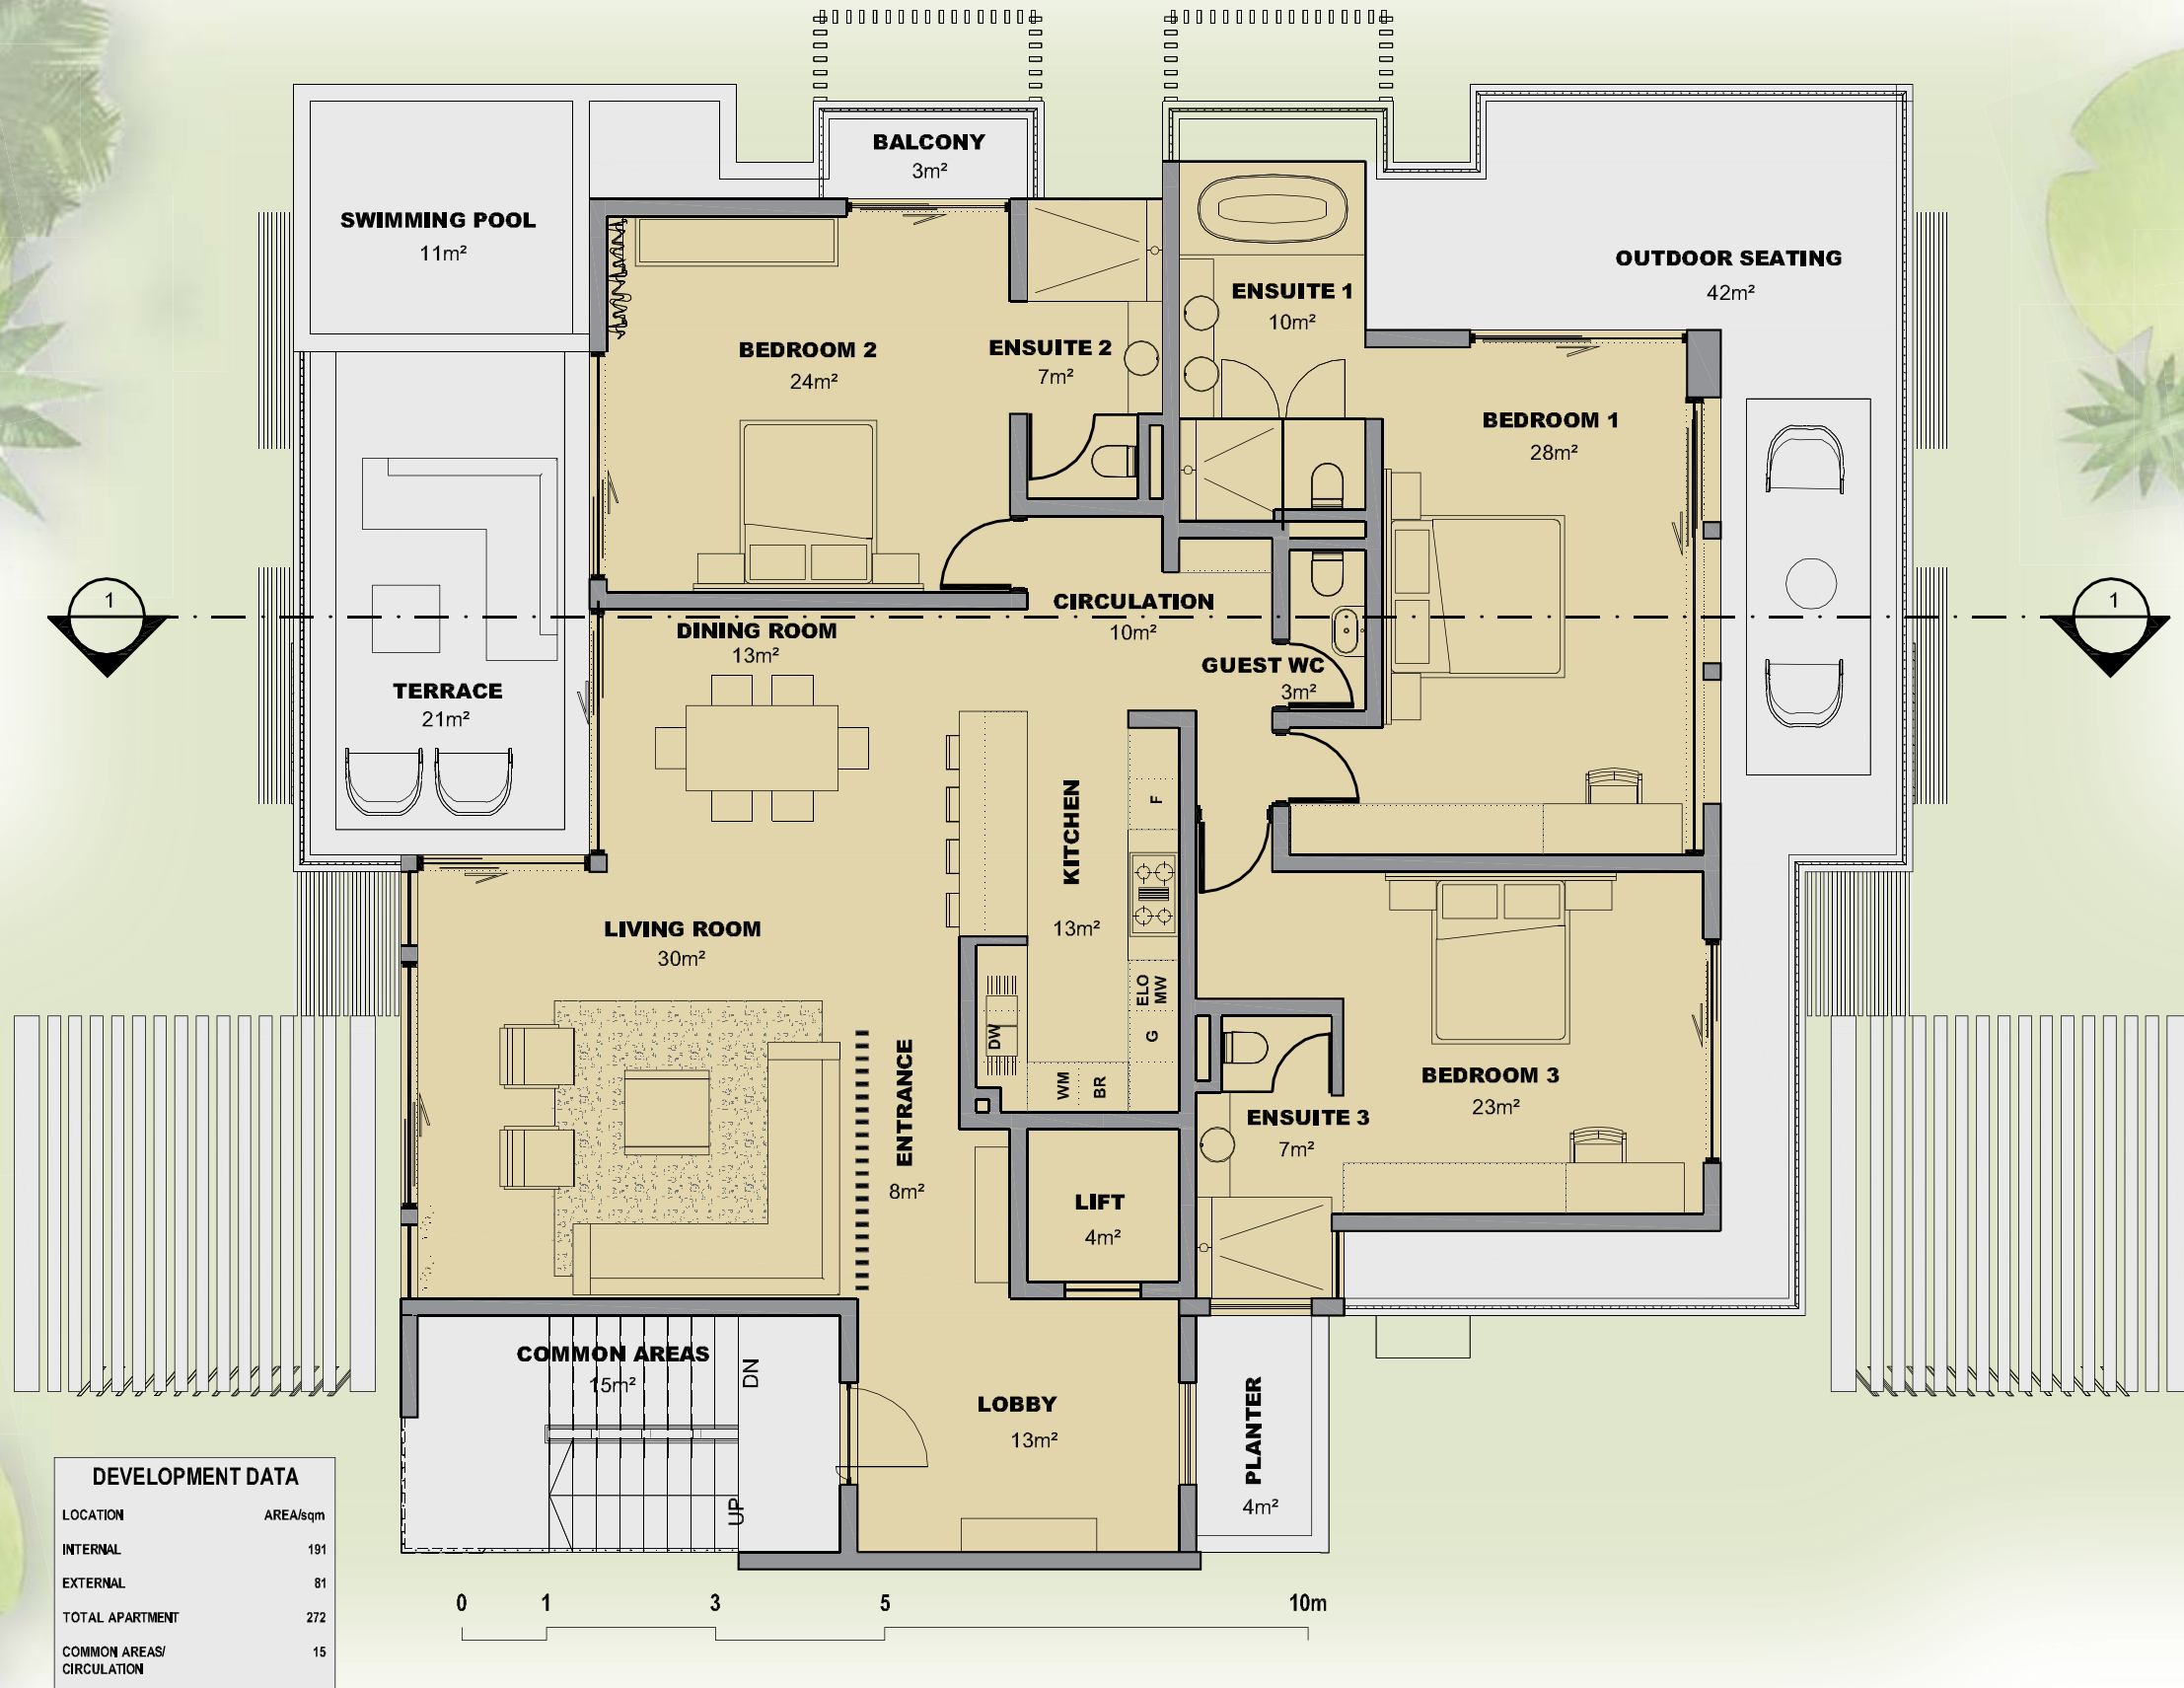 BALCONY
3m²
SWIMMING POOL
11m²
OUTDOOR SEATING
42m²
ENSUITE 1
10m²
BEDROOM 2
24m²
ENSUITE 2
7m²
BEDROOM 1
28m²
1
1
CIRCULATION
10m²
DINING ROOM
13m²
GUEST WC
3m²
TERRACE
21m²
KITCHEN
13m²
F
LIVING ROOM
30m²
ELO
MW
G
DW
WM
BR
ENTRANCE
8m²
BEDROOM 3
23m²
ENSUITE 3
7m²
LIFT
4m²
COMMON AREAS
15m²
DN
UP
LOBBY
13m²
PLANTER
4m²
DEVELOPMENT DATA
LOCATION AREA/sqm
INTERNAL 191
EXTERNAL 81
TOTAL APARTMENT 272
COMMON AREAS/ 15
CIRCULATION
0 1 3 5 10m